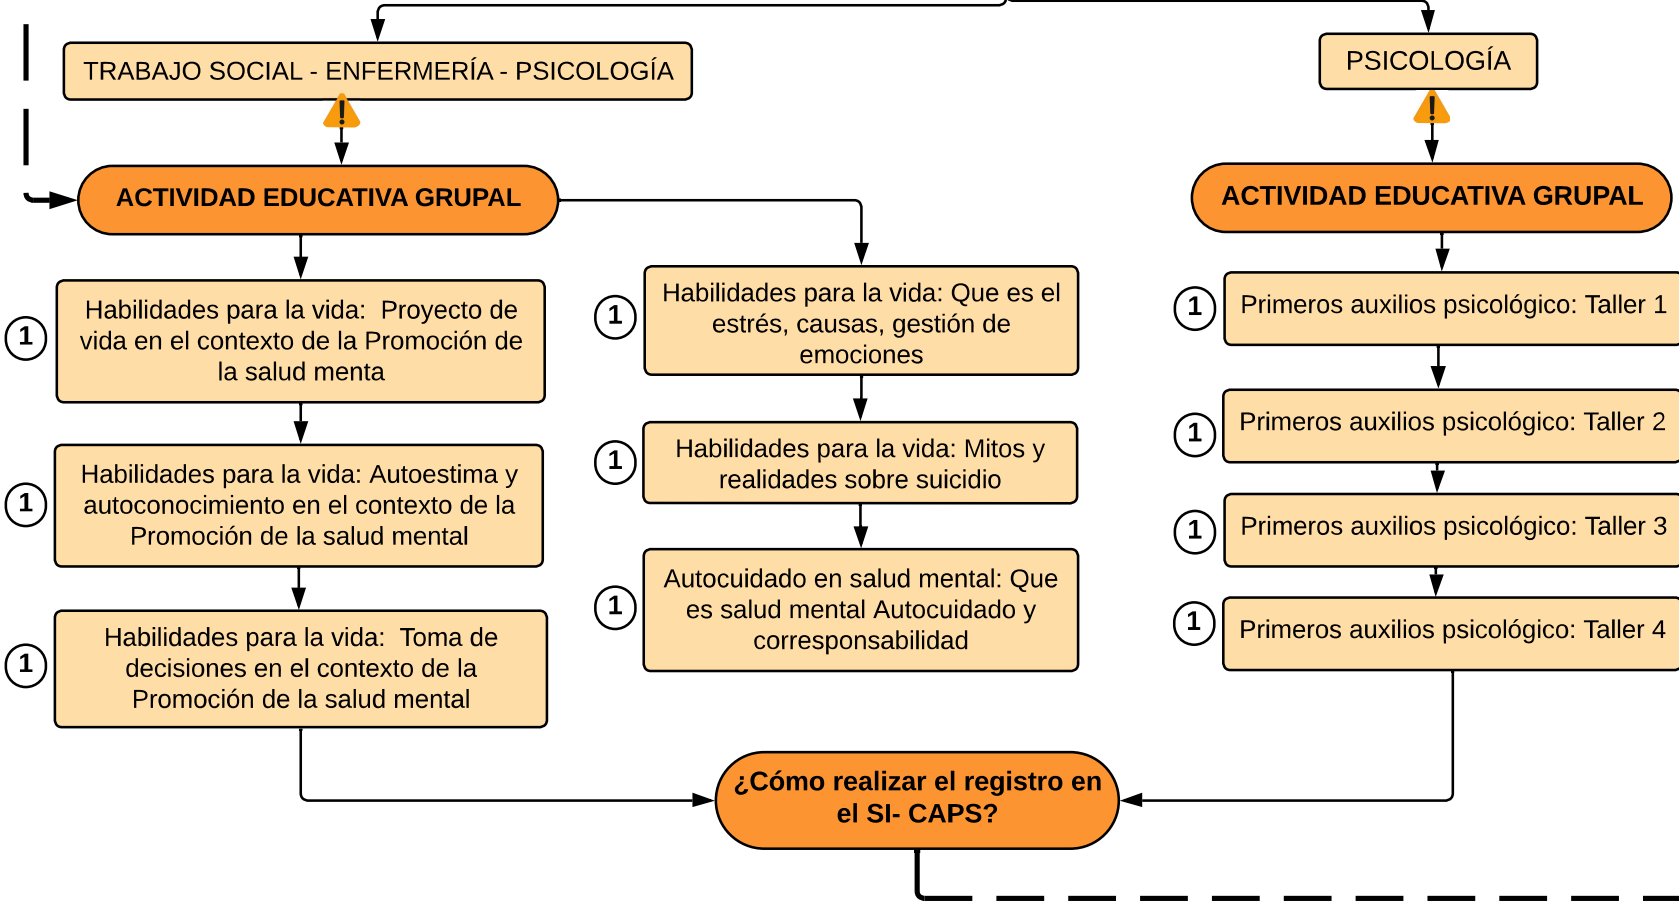 TRABAJO SOCIAL - ENFERMERÍA - PSICOLOGÍA
PSICOLOGÍA
ACTIVIDAD EDUCATIVA GRUPAL
ACTIVIDAD EDUCATIVA GRUPAL
1
Habilidades para la vida:  Proyecto de
vida en el contexto de la Promoción de
la salud menta
1
Habilidades para la vida: Autoestima y
autoconocimiento en el contexto de la
Promoción de la salud mental
1
Habilidades para la vida:  Toma de
decisiones en el contexto de la
Promoción de la salud mental
1
Habilidades para la vida: Que es el
estrés, causas, gestión de
emociones
1
Habilidades para la vida: Mitos y
realidades sobre suicidio
1
Autocuidado en salud mental: Que
es salud mental Autocuidado y
corresponsabilidad
1
Primeros auxilios psicológico: Taller 1
1
Primeros auxilios psicológico: Taller 2
1
Primeros auxilios psicológico: Taller 3
1
Primeros auxilios psicológico: Taller 4
¿Cómo realizar el registro en
el SI- CAPS?